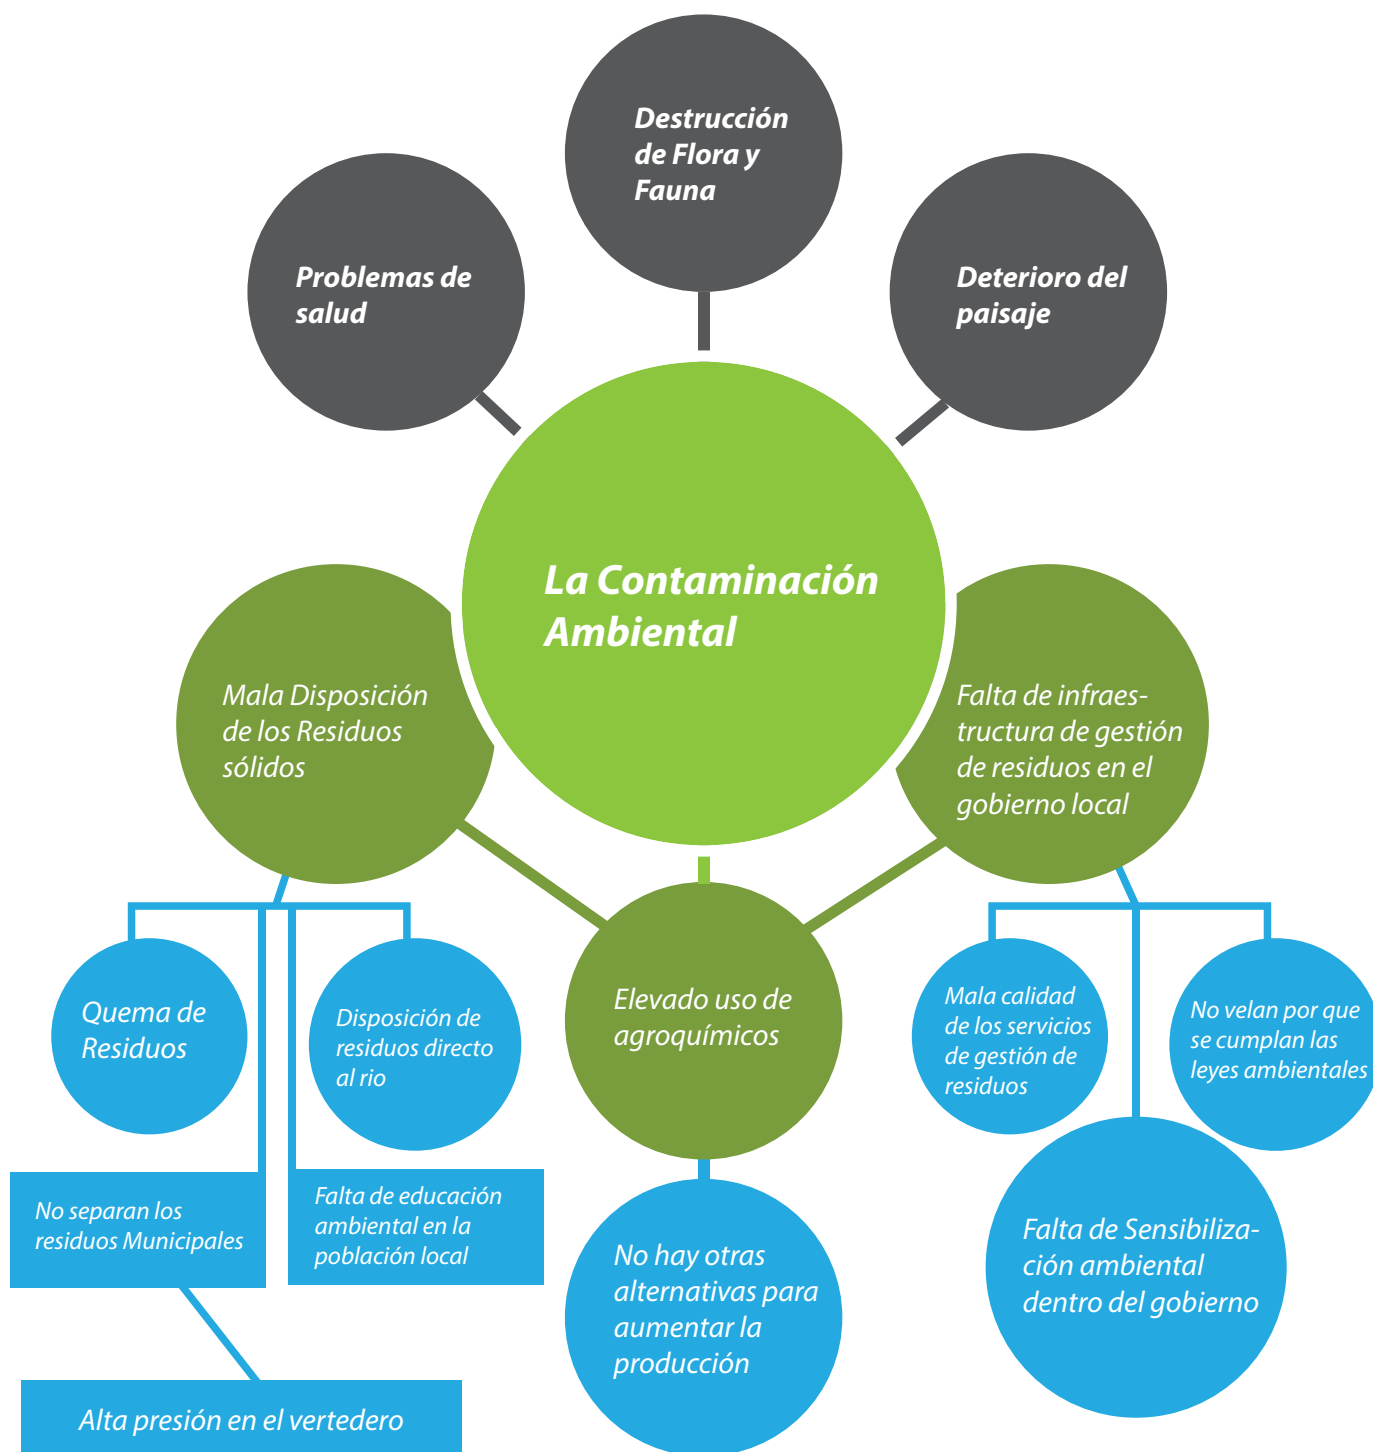 Destrucción
de Flora y
Fauna
Problemas de
salud
Deterioro del
paisaje
La Contaminación
Ambiental
Mala Disposición
de los Residuos
sólidos
Falta de infraes-
tructura de gestión
de residuos en el
gobierno local
Quema de
Residuos
Disposición de
residuos directo
al rio
Elevado uso de
agroquímicos
Mala calidad
de los servicios
de gestión de
residuos
No velan por que
se cumplan las
leyes ambientales
No separan los
residuos Municipales
Falta de educación
ambiental en la
población local
No hay otras
alternativas para
aumentar la
producción
Falta de Sensibiliza-
ción ambiental
dentro del gobierno
Alta presión en el vertedero